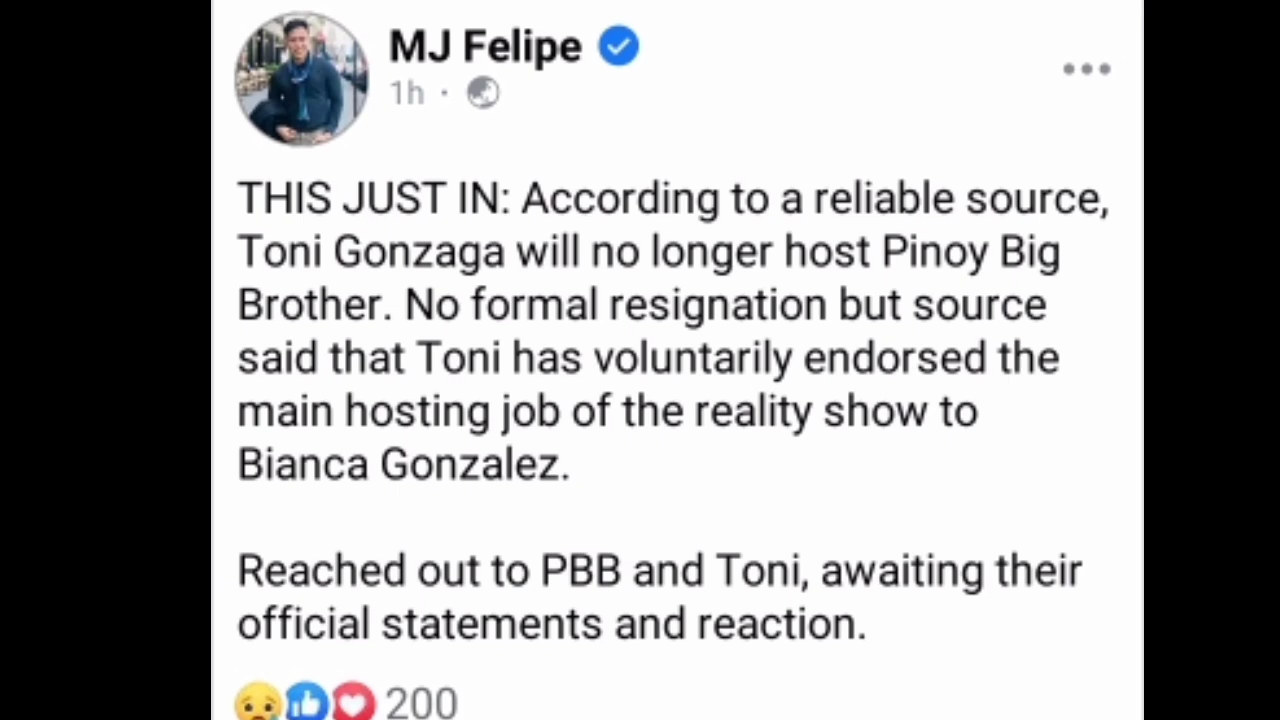 MJ Felipe
1h ·
THIS JUST IN: According to a reliable source,
Toni Gonzaga will no longer host Pinoy Big
Brother. No formal resignation but source
said that Toni has voluntarily endorsed the
main hosting job of the reality show to
Bianca Gonzalez.
Reached out to PBB and Toni, awaiting their
official statements and reaction.
200